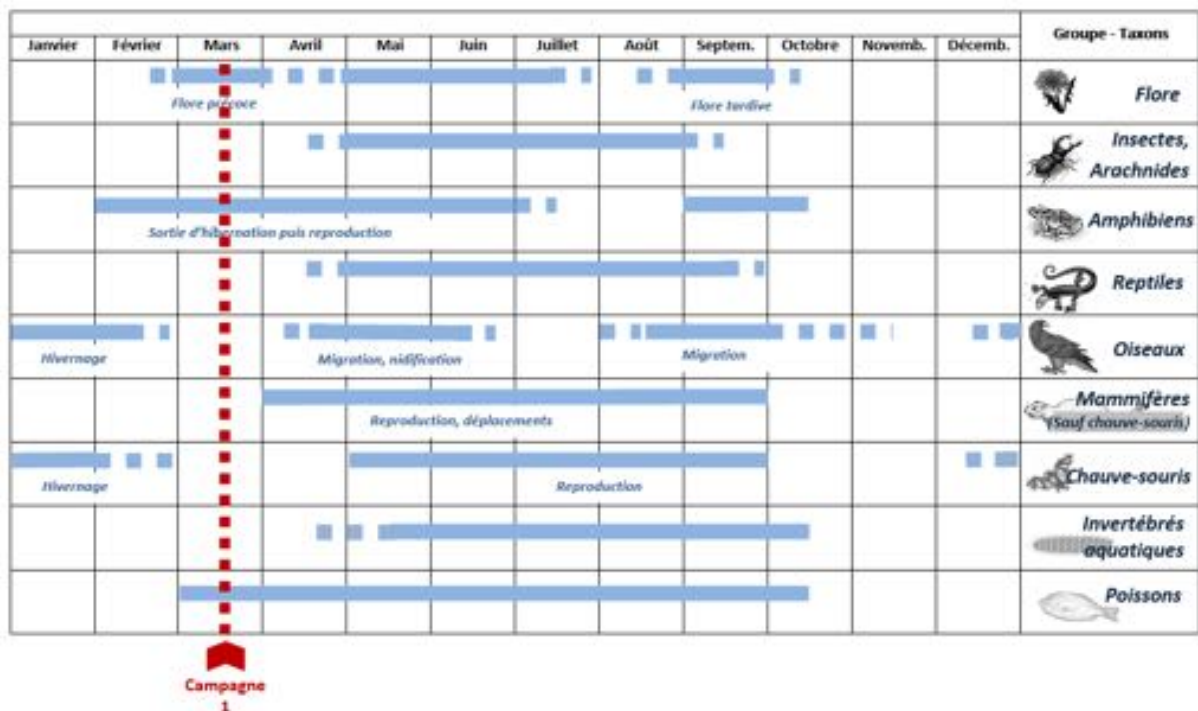 Groupe - Taxons
Janvier Février Mars Avril Mai Juin Juillet Août Septem. Octobre Novemb. Décemb.
Flore précoce Flore tardive Flore
Insectes,
Arachnides
Sortie d'hibernation puis reproduction Amphibiens
Reptiles
Hivernage Migration, nidification Migration Oiseaux
Mammifères
Reproduction, déplacements (Sauf chauve-souris)
Hivernage Reproduction Chauve-souris
Invertébrés
aquatiques
Poissons
Campagne
1